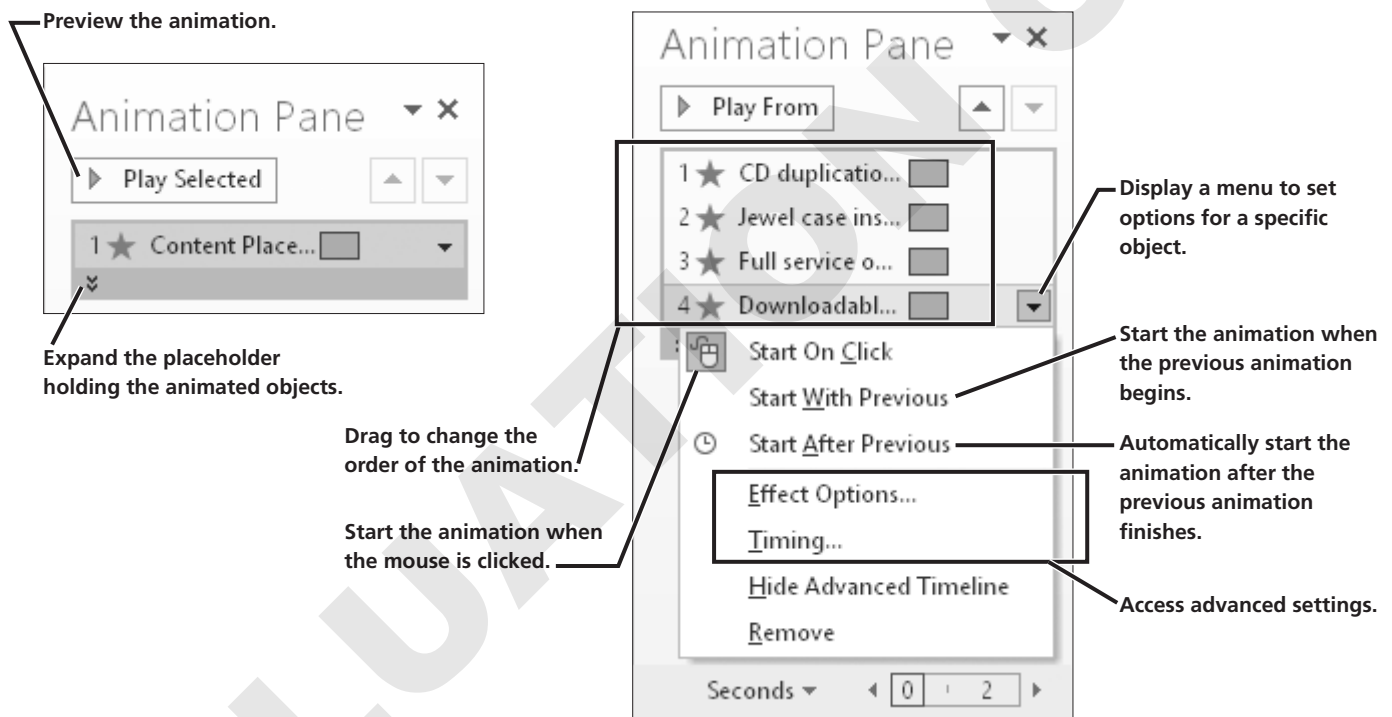 Preview the animation.
Animation Pane
Play Selected
1 Content Place...
Expand the placeholder
holding the animated objects.
Drag to change the
order of the animation.
Start the animation when
the mouse is clicked.
Animation Pane
Play From
1 CD duplicatio...
2 Jewel case ins...
3 Full service o...
4 Downloadabl...
Start On Click
Start With Previous
Start After Previous
Effect Options...
Timing...
Hide Advanced Timeline
Remove
Seconds 0 2
Display a menu to set
options for a specific
object.
Start the animation when
the previous animation
begins.
Automatically start the
animation after the
previous animation
finishes.
Access advanced settings.
LUATION